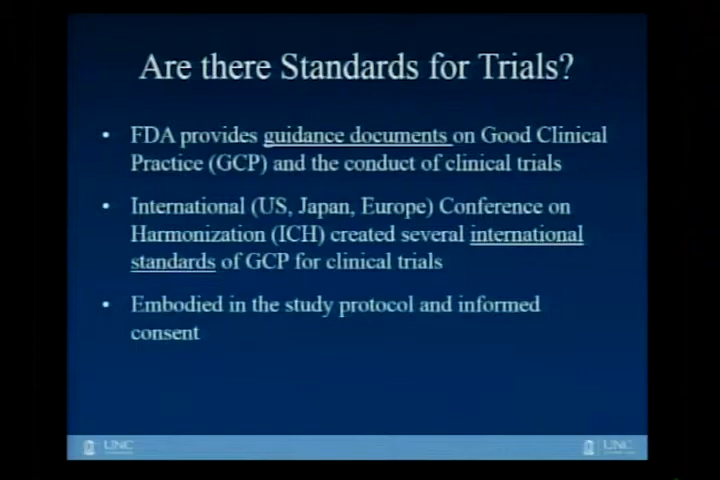 Are there Standards for Trials?
• FDA provides guidance documents on Good Clinical
Practice (GCP) and the conduct of clinical trials
• International (US, Japan, Europe) Conference on
Harmonization (ICH) created several international
standards of GCP for clinical trials
• Embodied in the study protocol and informed
consent
UNC
UNC